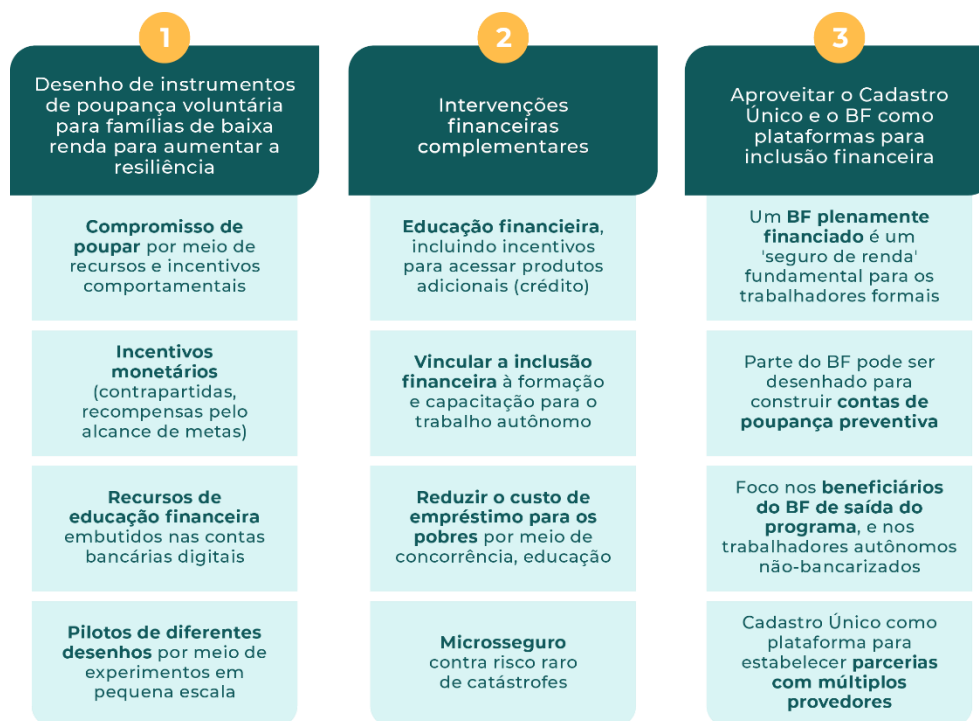 1
Desenho de instrumentos
de poupança voluntária
para famílias de baixa
renda para aumentar a
resiliência
Compromisso de
poupar por meio de
recursos e incentivos
comportamentais
Incentivos
monetários
(contrapartidas,
recompensas pelo
alcance de metas)
Recursos de
educação financeira
embutidos nas contas
bancárias digitais
Pilotos de diferentes
desenhos por meio de
experimentos em
pequena escala
2
Intervenções
financeiras
complementares
Educação financieira,
incluindo incentivos
para acessar produtos
adicionais (crédito)
Vincular a inclusão
financeira à formação
e capacitação para o
trabalho autônomo
Reduzir o custo de
empréstimo para os
pobres por meio de
concorrência, educação
Microsseguro
contra risco raro
de catástrofes
3
Aproveitar o Cadastro
Único e o BF como
plataformas para
inclusão financeira
Um BF plenamente
financiado é um
'seguro de renda'
fundamental para os
trabalhadores formais
Parte do BF pode ser
desenhado para
construir contas de
poupança preventiva
Foco nos beneficiários
do BF de saída do
programa, e nos
trabalhadores autônomos
não-bancarizados
Cadastro Único como
plataforma para
estabelecer parcerias
com múltiplos
provedores